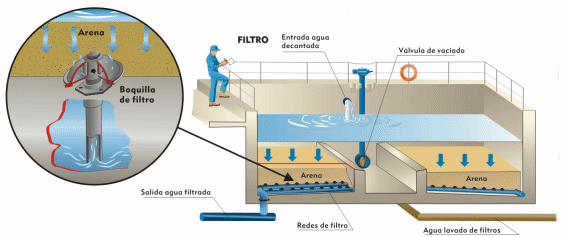 Arena
Boquilla
de filtro
FILTRO
Entrada agua
decantada
Válvula de vaciado
Arena
Arena
Salida agua filtrada
Redes de filtro
Agua lavado de filtros